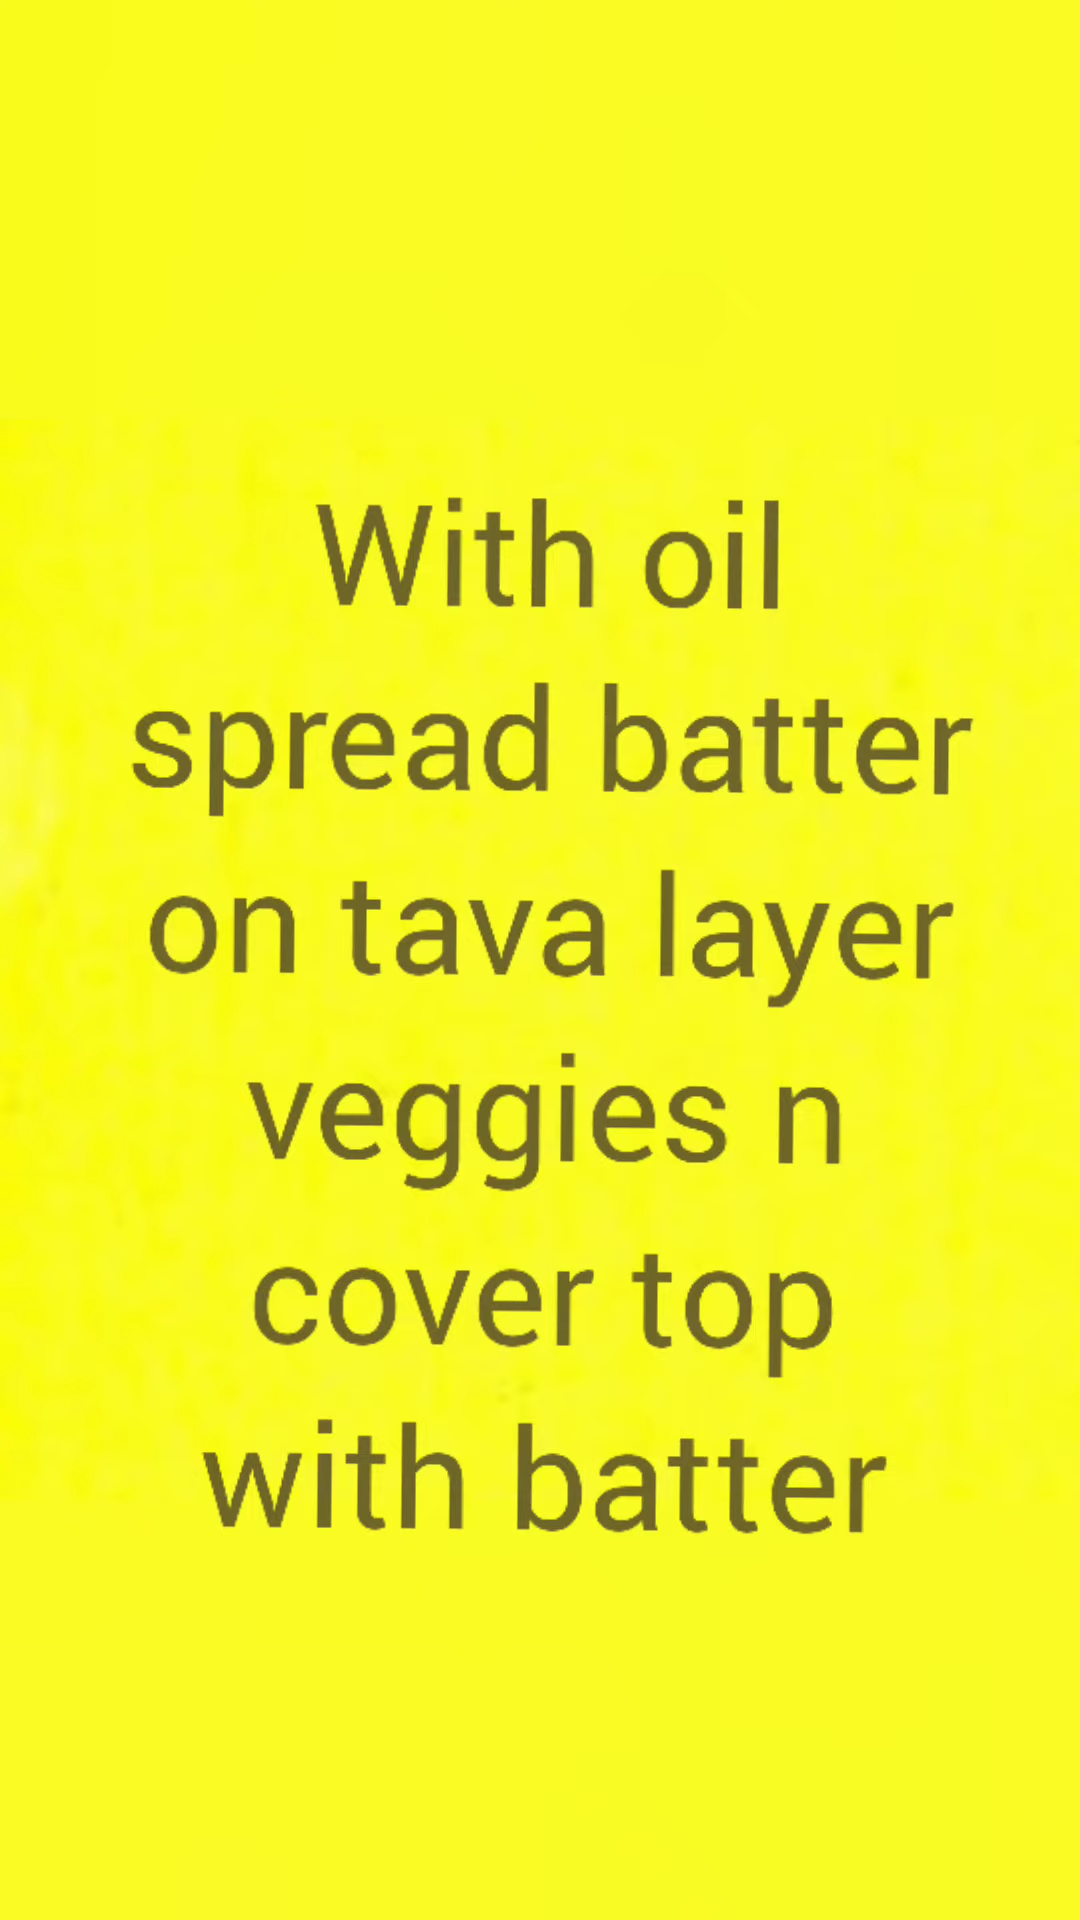 With oil
spread batter
on tava layer
veggies n
cover top
with batter